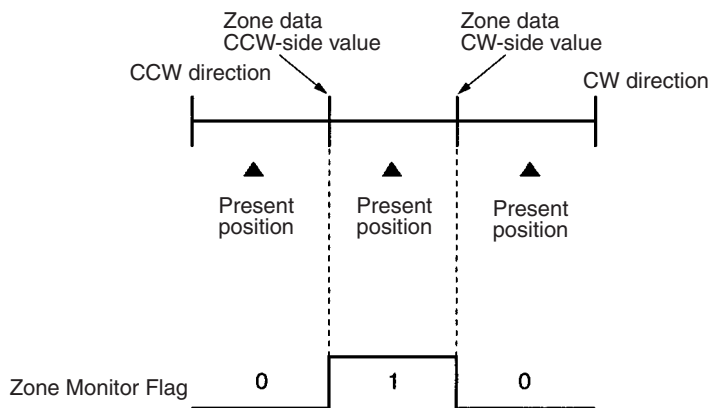 Zone data
CCW-side value
Zone data
CW-side value
CCW direction
CW direction
Present
position
Present
position
Present
position
Zone Monitor Flag
0
1
0